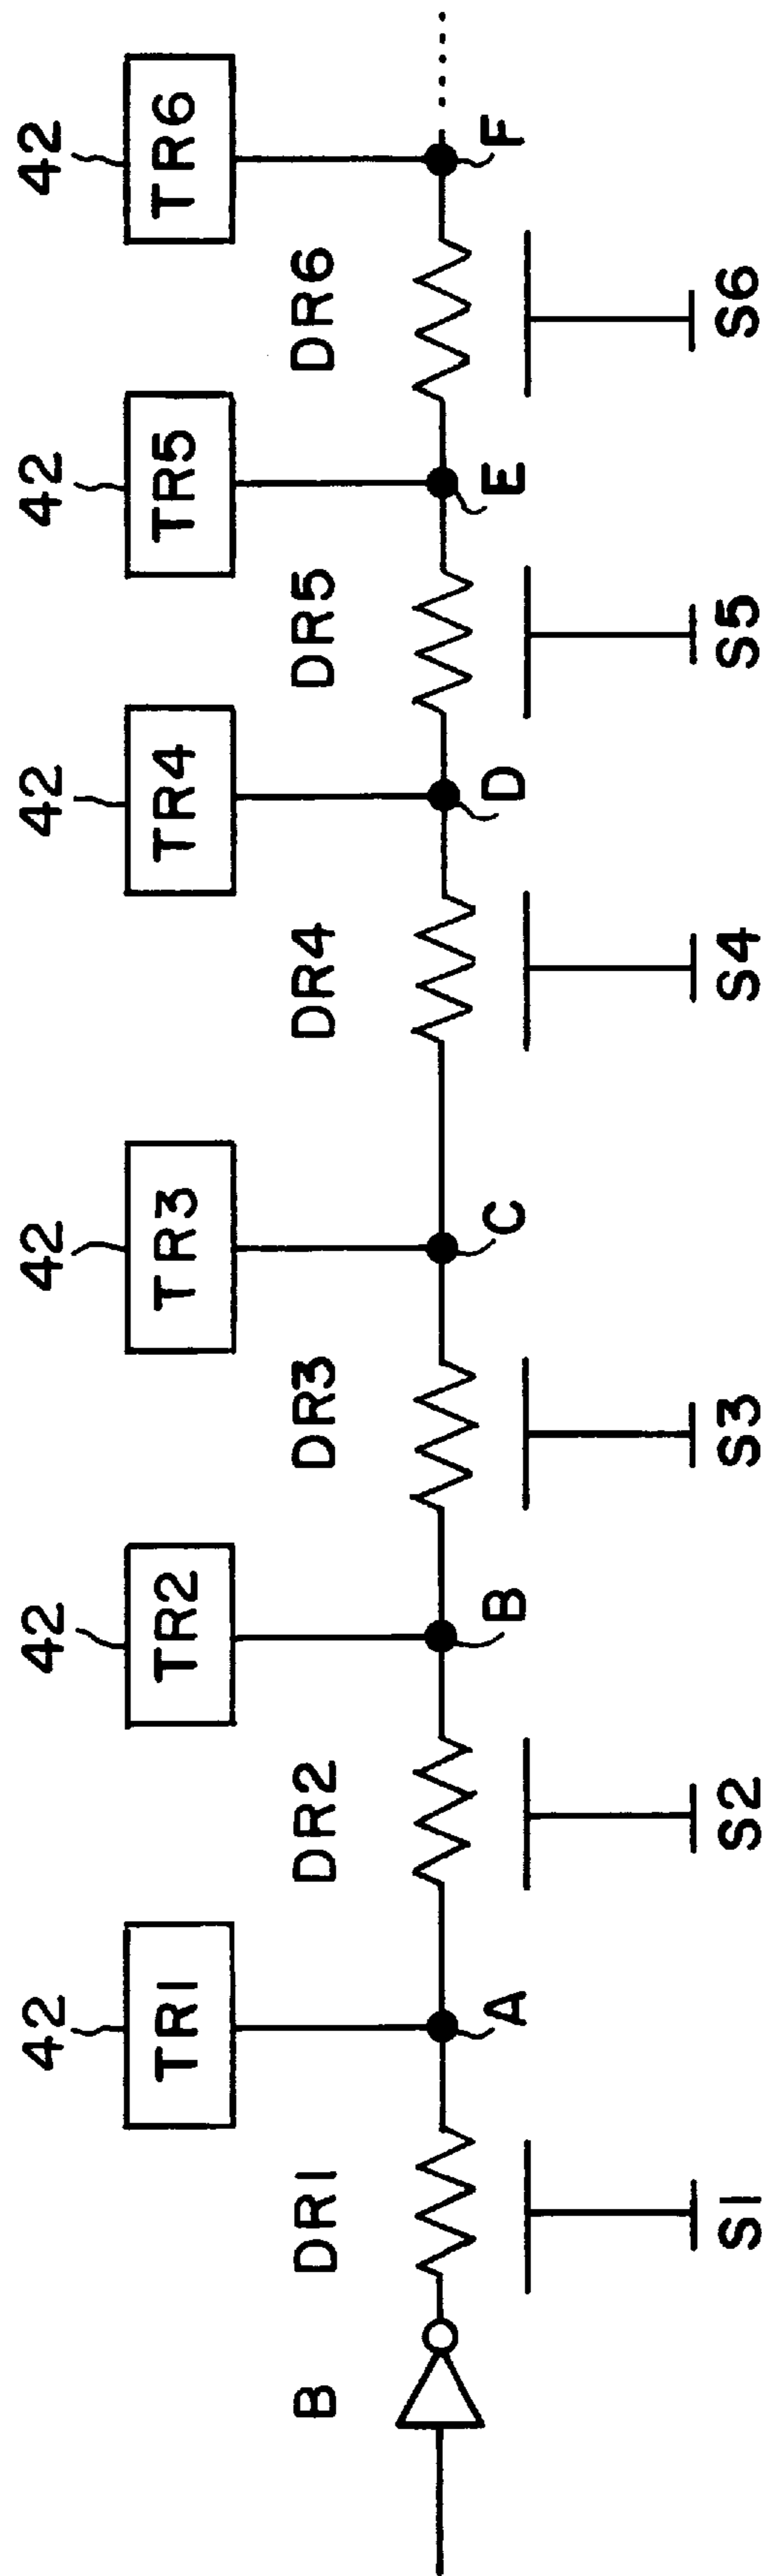 42 42 42 42 42 42
TR1 TR2 TR3 TR4 TR5 TR6
B DR1 DR2 DR3 DR4 DR5 DR6
A B C D E F
S1 S2 S3 S4 S5 S6